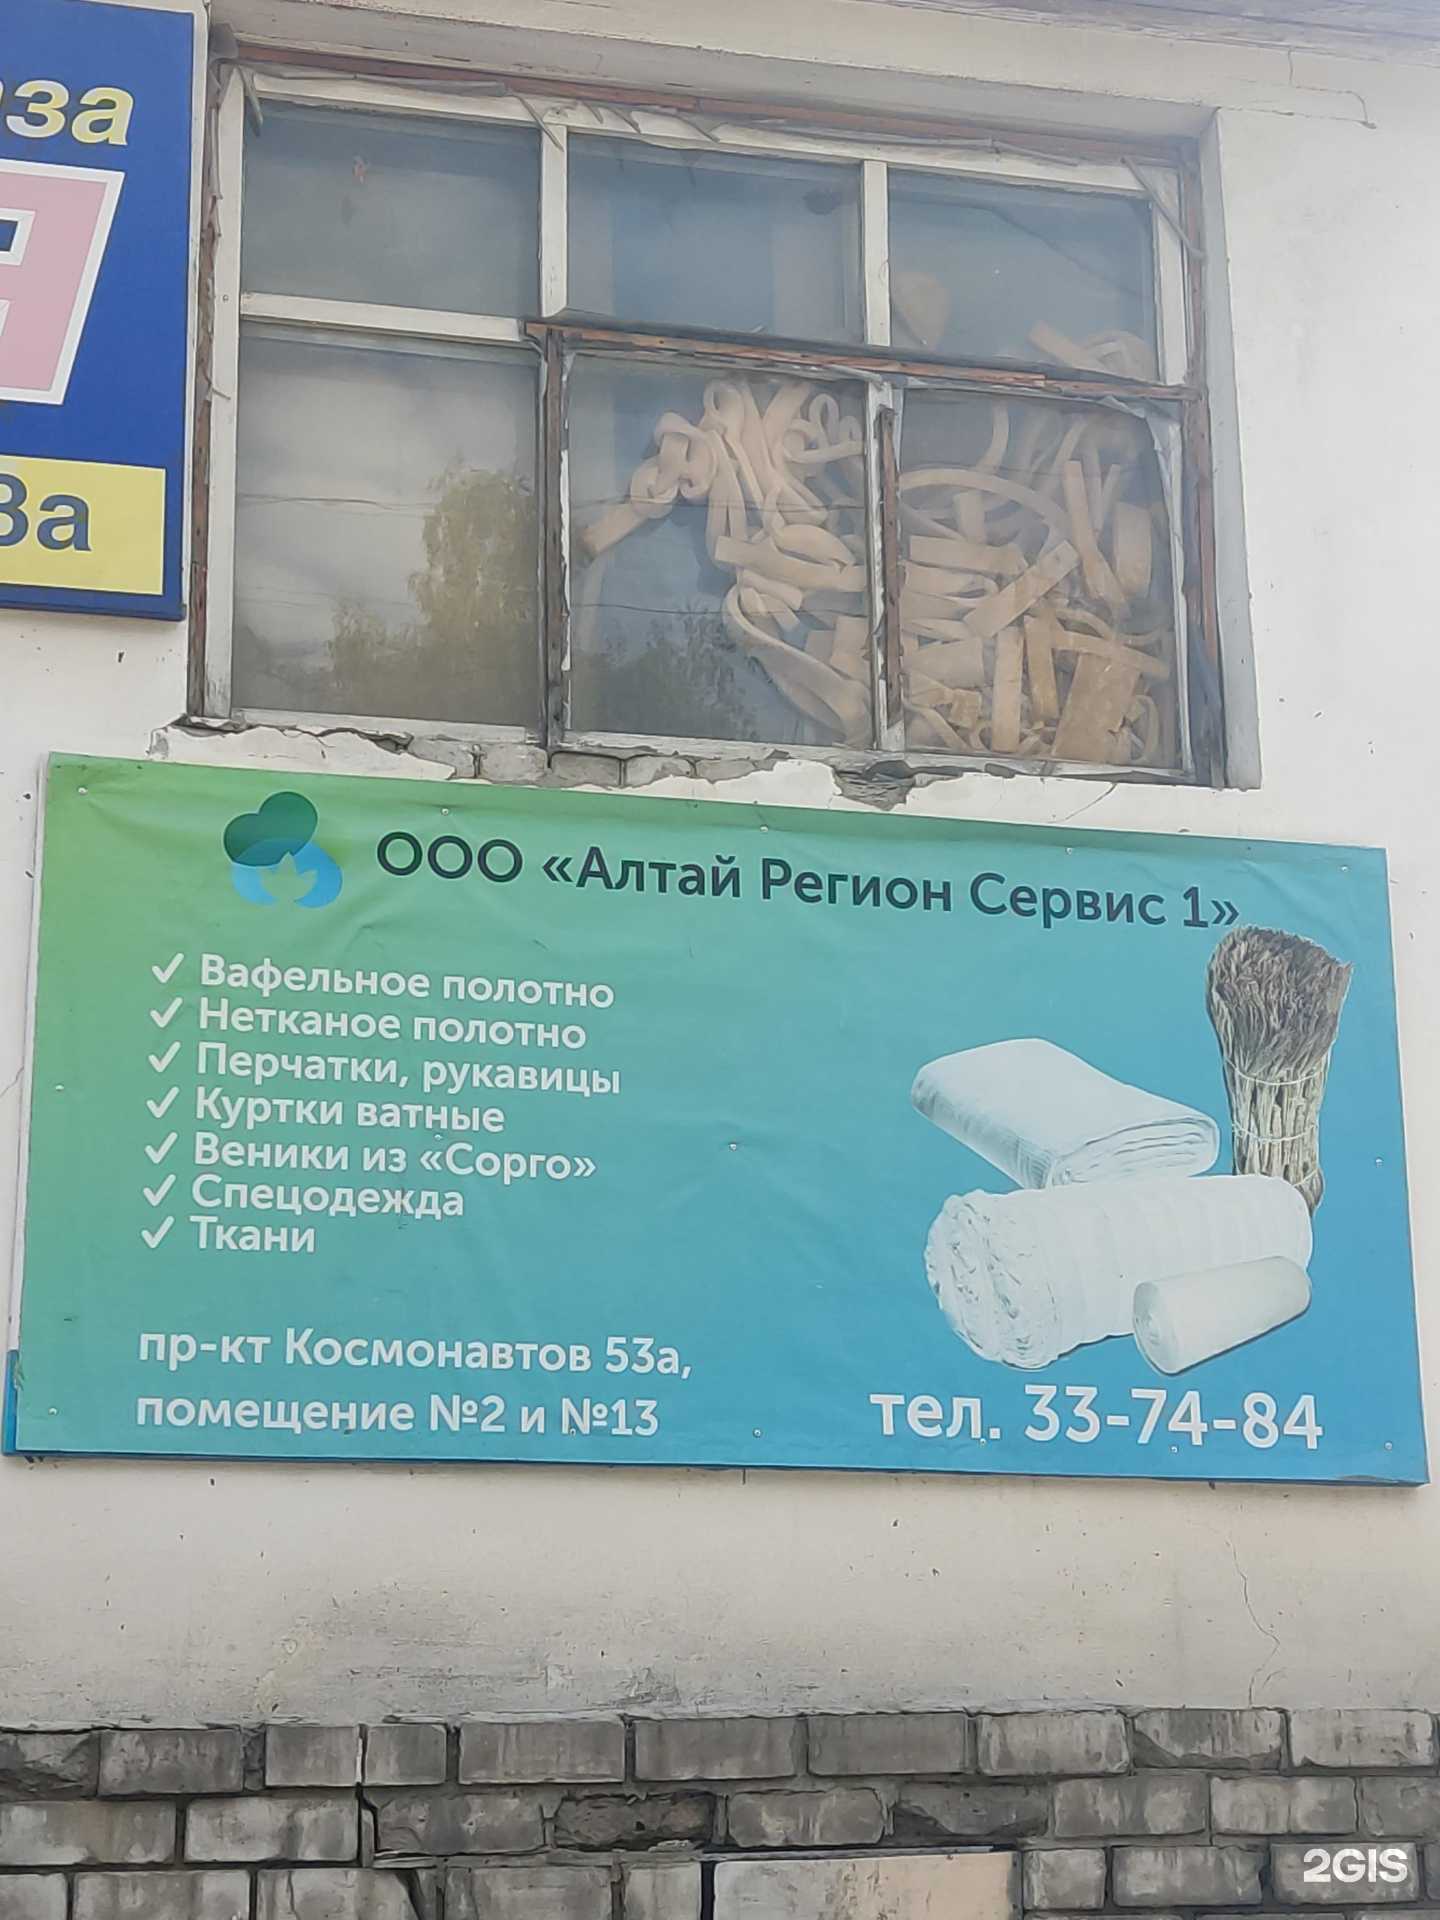 за
Я
3а
ООО «Алтай Регион Сервис 1»
✓ Вафельное полотно
✓ Нетканое полотно
✓ Перчатки, рукавицы
✓ Куртки ватные
✓ Веники из «Сорго»
✓ Спецодежда
✓ Ткани
пр-кт Космонавтов 53а,
помещение №2 и №13
тел. 33-74-84
2GIS